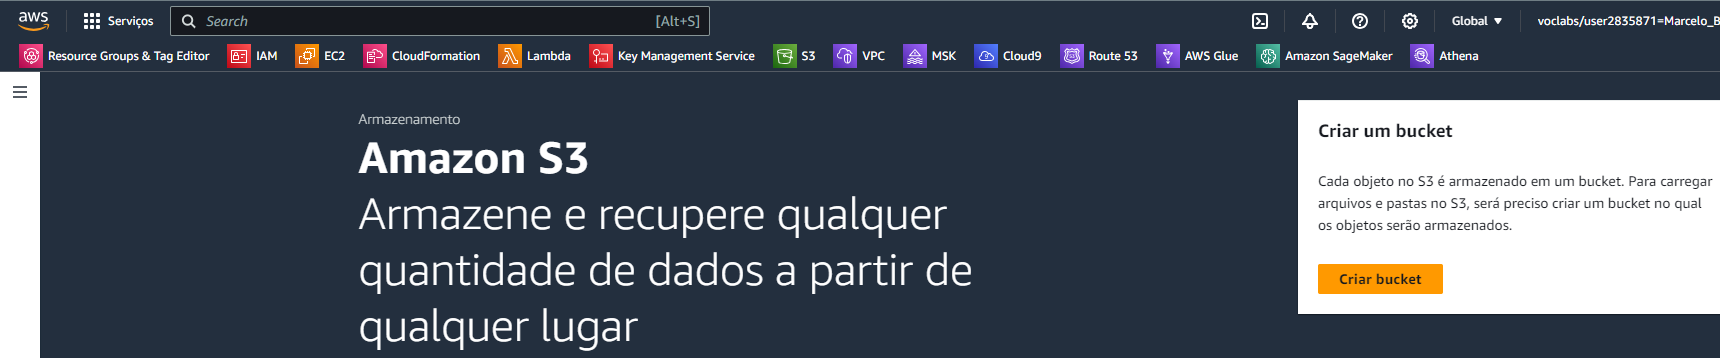 aws
Serviços
Search
[Alt+S]
Global
voclabs/user2835871=Marcelo_B
Resource Groups & Tag Editor
IAM
EC2
CloudFormation
Lambda
Key Management Service
S3
VPC
MSK
Cloud9
Route 53
AWS Glue
Amazon SageMaker
Athena
Armazenamento
Amazon S3
Armazene e recupere qualquer
quantidade de dados a partir de
qualquer lugar
Criar um bucket
Cada objeto no S3 é armazenado em um bucket. Para carregar
arquivos e pastas no S3, será preciso criar um bucket no qual
os objetos serão armazenados.
Criar bucket